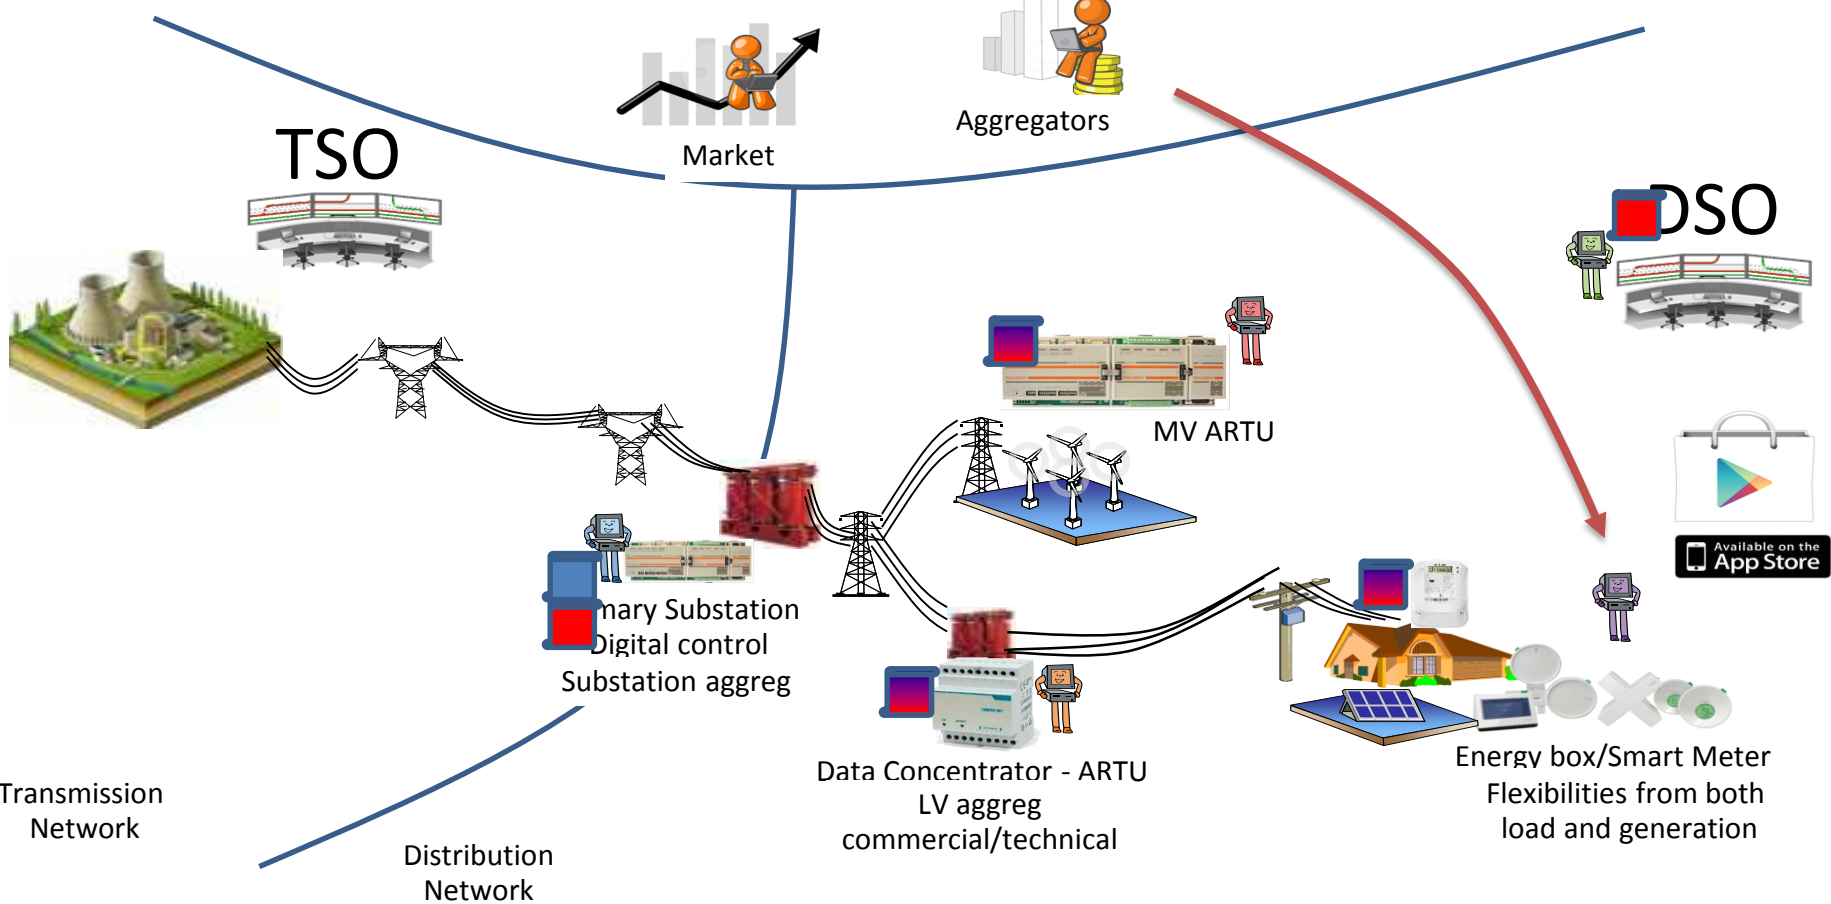 Market
Aggregators
TSO
DSO
MV ARTU
Available on the
App Store
mary Substation
Digital control
Substation aggreg
Data Concentrator - ARTU
LV aggreg
commercial/technical
Energy box/Smart Meter
Flexibilities from both
load and generation
Transmission
Network
Distribution
Network